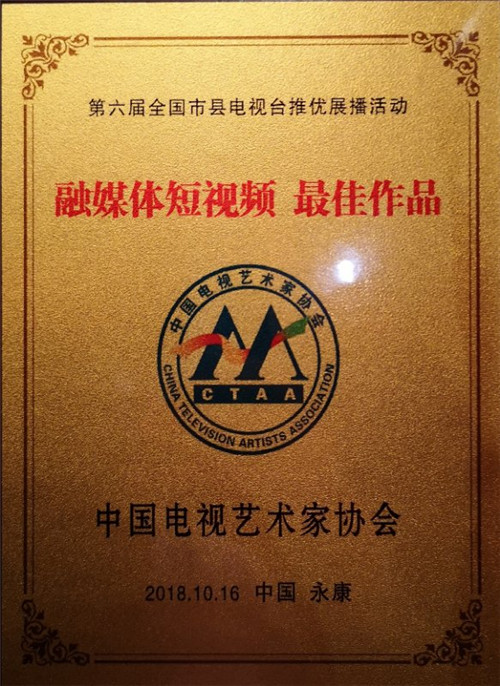 第六届全国市县电视台推优展播活动
融媒体短视频 最佳作品
中国电视艺术家协会
CTAA
CHINA TELEVISION ARTISTS ASSOCIATION
中国电视艺术家协会
2018.10.16 中国 永康